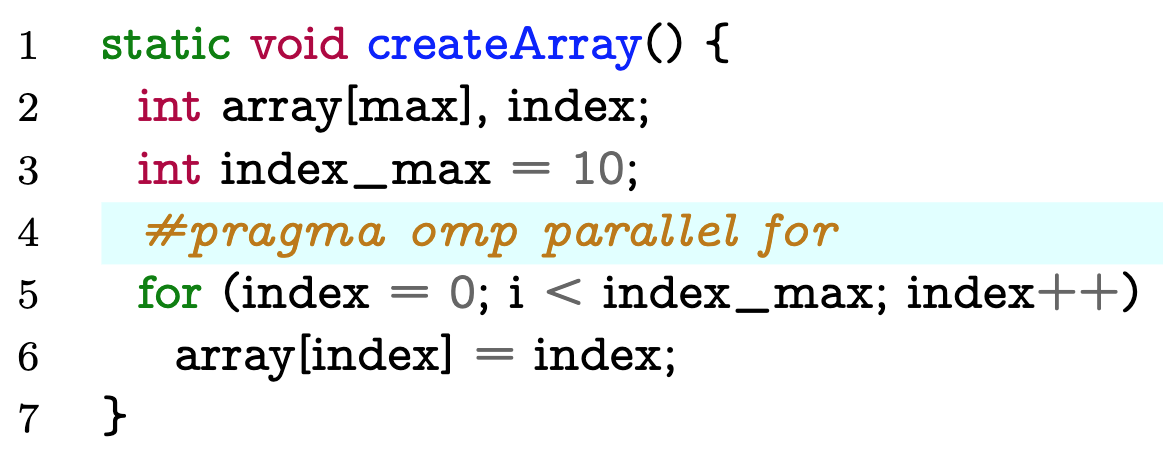 1 static void createArray() {
2 int array[max], index;
3 int index_max = 10;
4 #pragma omp parallel for
5 for (index = 0; i < index_max; index++)
6 array[index] = index;
7 }